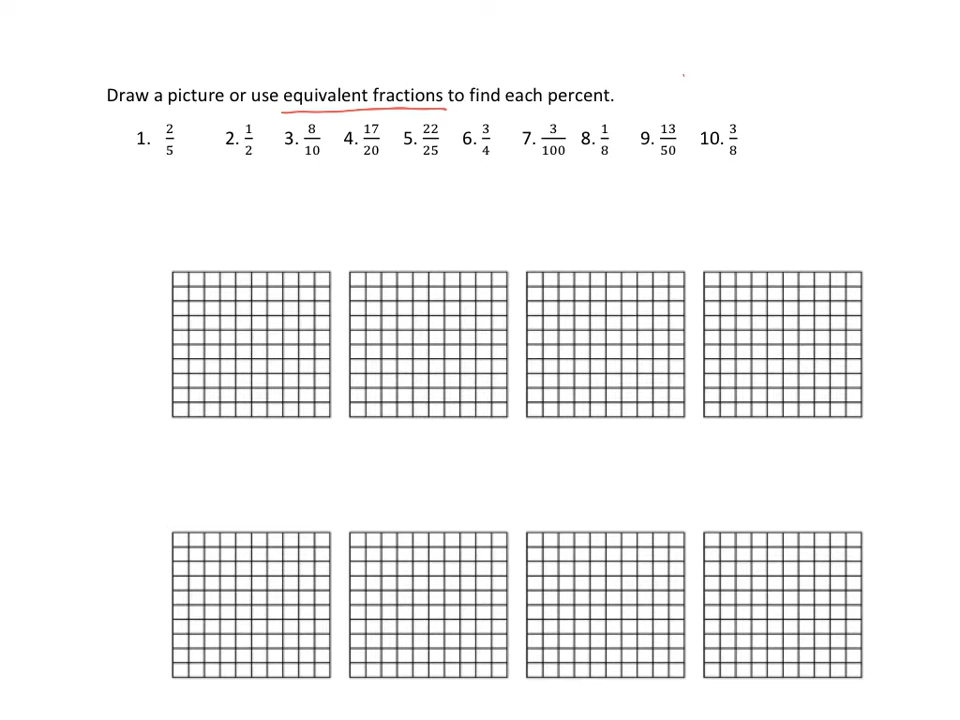 Draw a picture or use equivalent fractions to find each percent.
1. 2/5 2. 1/2 3. 8/10 4. 17/20 5. 22/25 6. 3/4 7. 3/100 8. 1/8 9. 13/50 10. 3/8